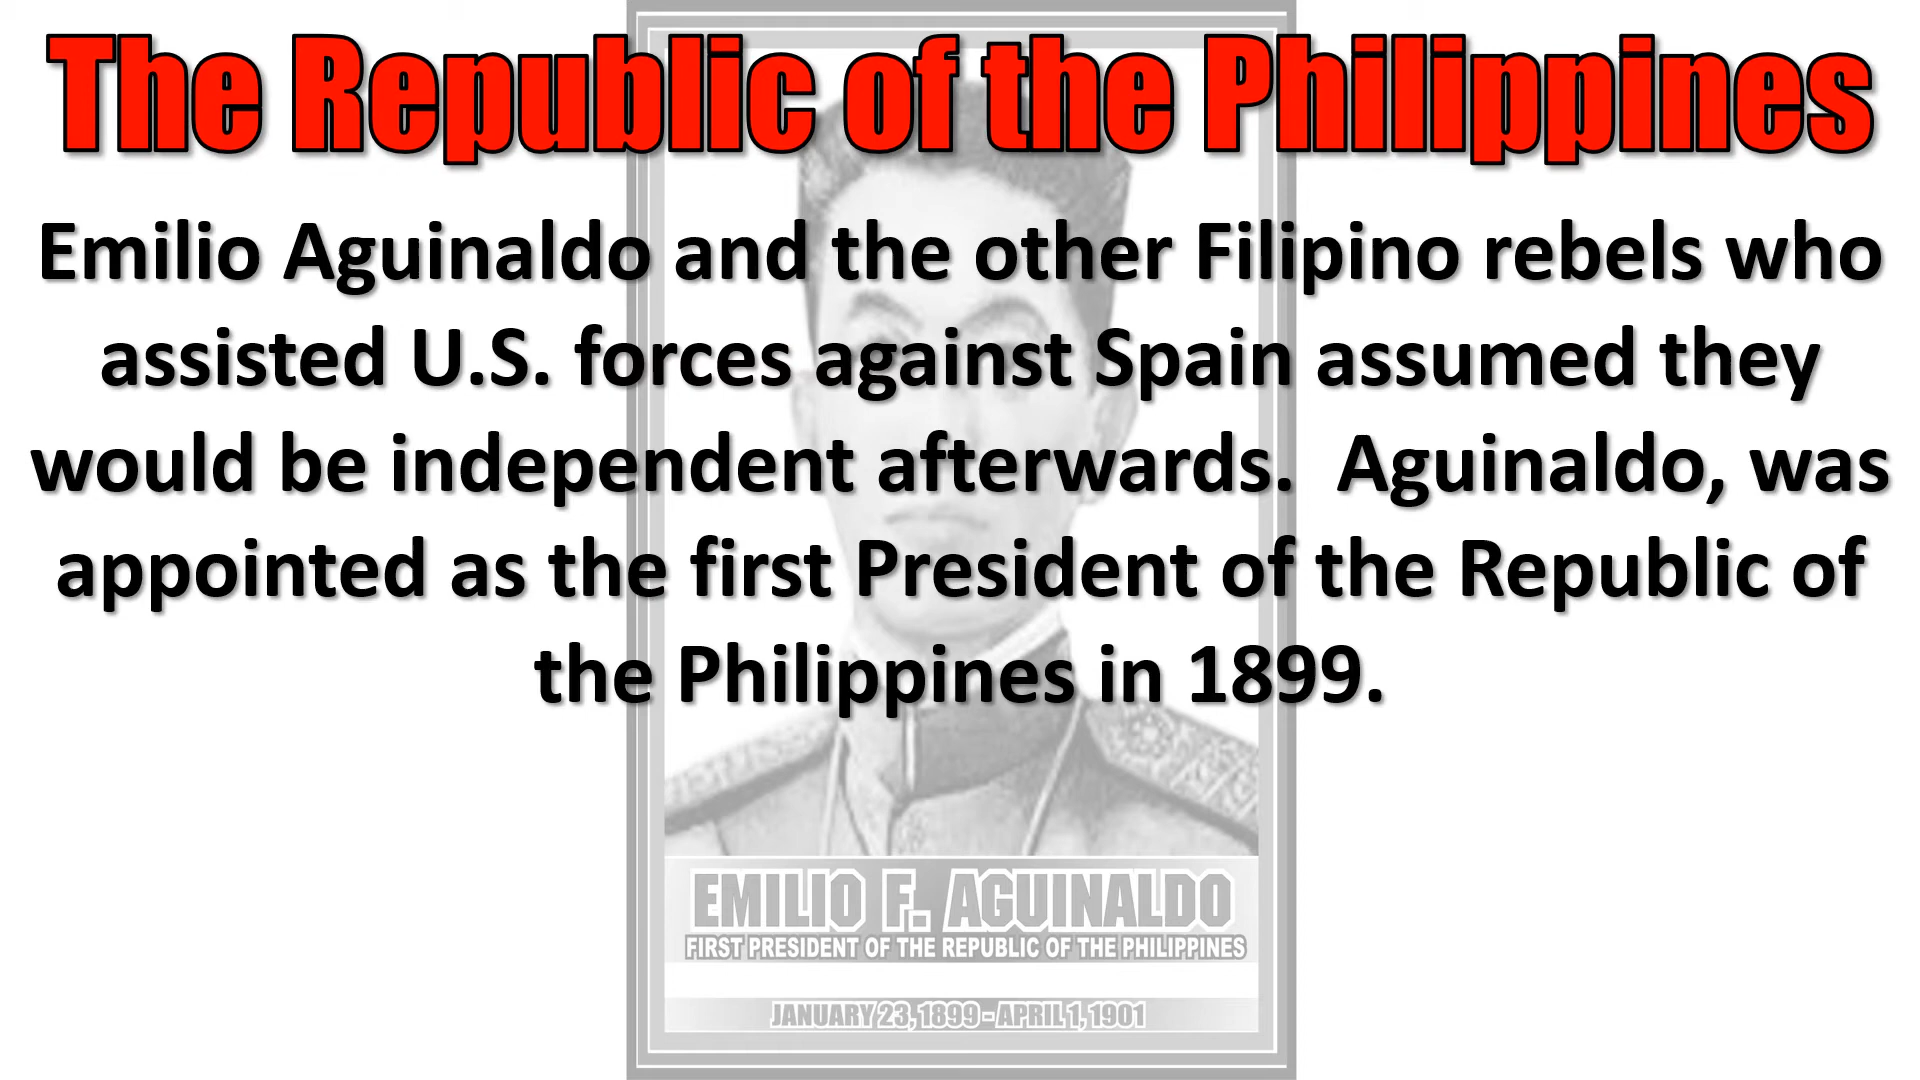 The Republic of the Philippines
Emilio Aguinaldo and the other Filipino rebels who
assisted U.S. forces against Spain assumed they
would be independent afterwards.  Aguinaldo, was
appointed as the first President of the Republic of
the Philippines in 1899.
EMILIO F. AGUINALDO
FIRST PRESIDENT OF THE REPUBLIC OF THE PHILIPPINES
JANUARY 23, 1899 - APRIL 1, 1901